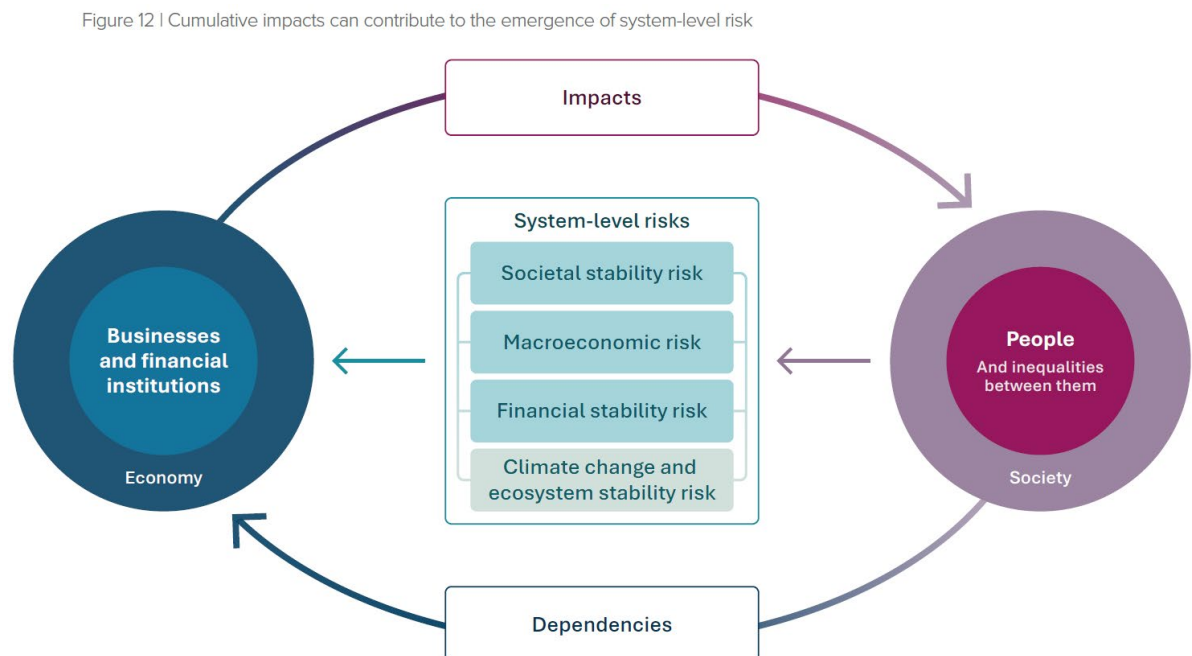 Figure 12 | Cumulative impacts can contribute to the emergence of system-level risk
Impacts
System-level risks
Societal stability risk
Macroeconomic risk
Financial stability risk
Climate change and
ecosystem stability risk
Businesses
and financial
institutions
Economy
People
And inequalities
between them
Society
Dependencies